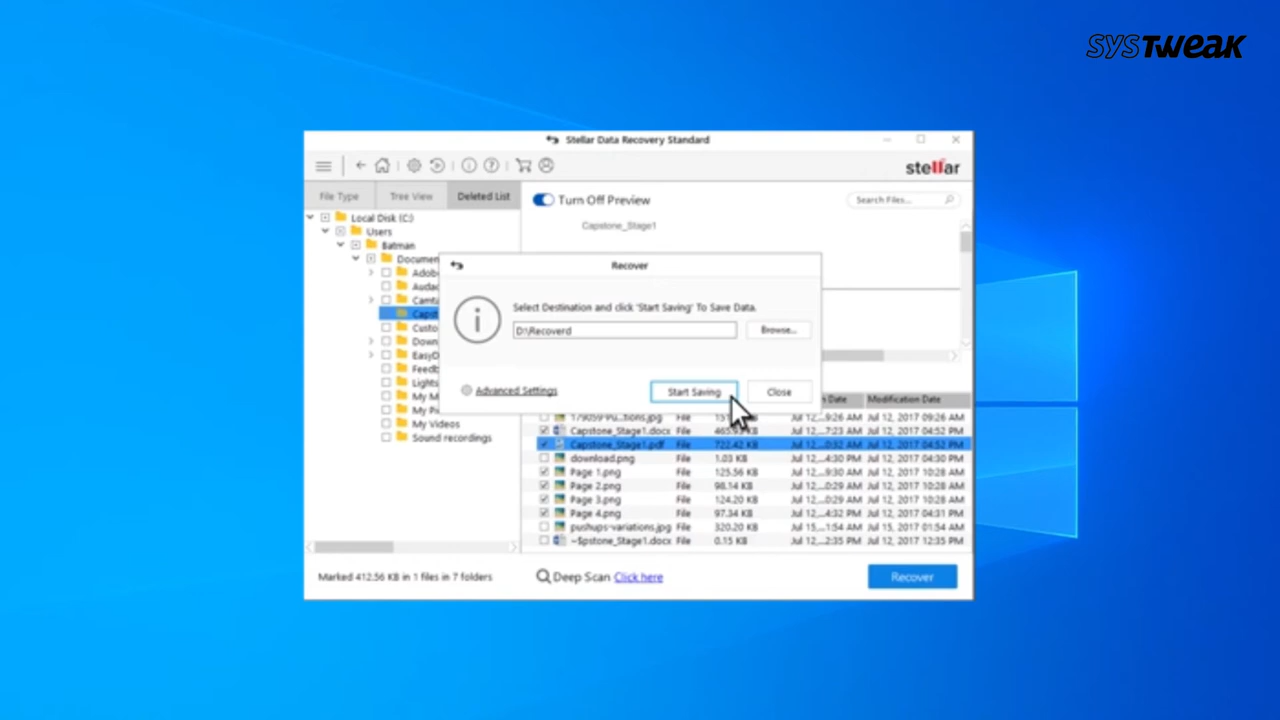 SYSTWEAK
Stellar Data Recovery Standard
stellar
File Type Tree View Deleted List
Turn Off Preview
Search Files...
Capstone_Stage1
Local Disk (C:)
Users
Batman
Documen
Adob
Audac
Camta
Capst
Custo
Down
EasyD
Feedb
Lights
My M
My Pi
My Videos
Sound recordings
Recover
Select Destination and click 'Start Saving' To Save Data.
D:\Recoverd
Browse...
Advanced Settings
Start Saving
Close
n Date Modification Date
File Jul 12,...9:26 AM Jul 12, 2017 09:26 AM
Capstone_Stage1.docx File Jul 12,...7:23 AM Jul 12, 2017 04:52 PM
Capstone_Stage1.pdf File 722.42 KB Jul 12,...0:32 AM Jul 12, 2017 04:52 PM
download.png File 1.03 KB Jul 12,...4:30 PM Jul 12, 2017 04:30 PM
Page 1.png File 125.56 KB Jul 12,...9:30 AM Jul 12, 2017 10:28 AM
Page 2.png File 98.14 KB Jul 12,...0:29 AM Jul 12, 2017 10:28 AM
Page 3.png File 124.20 KB Jul 12,...0:29 AM Jul 12, 2017 10:28 AM
Page 4.png File 97.34 KB Jul 12,...4:32 PM Jul 12, 2017 04:31 PM
pushups-variations.jpg File 320.20 KB Jul 15,...1:54 AM Jul 15, 2017 01:54 AM
~$pstone_Stage1.docx File 0.15 KB Jul 12,...2:35 PM Jul 12, 2017 12:35 PM
Marked 412.56 KB in 1 files in 7 folders
Deep Scan Click here
Recover